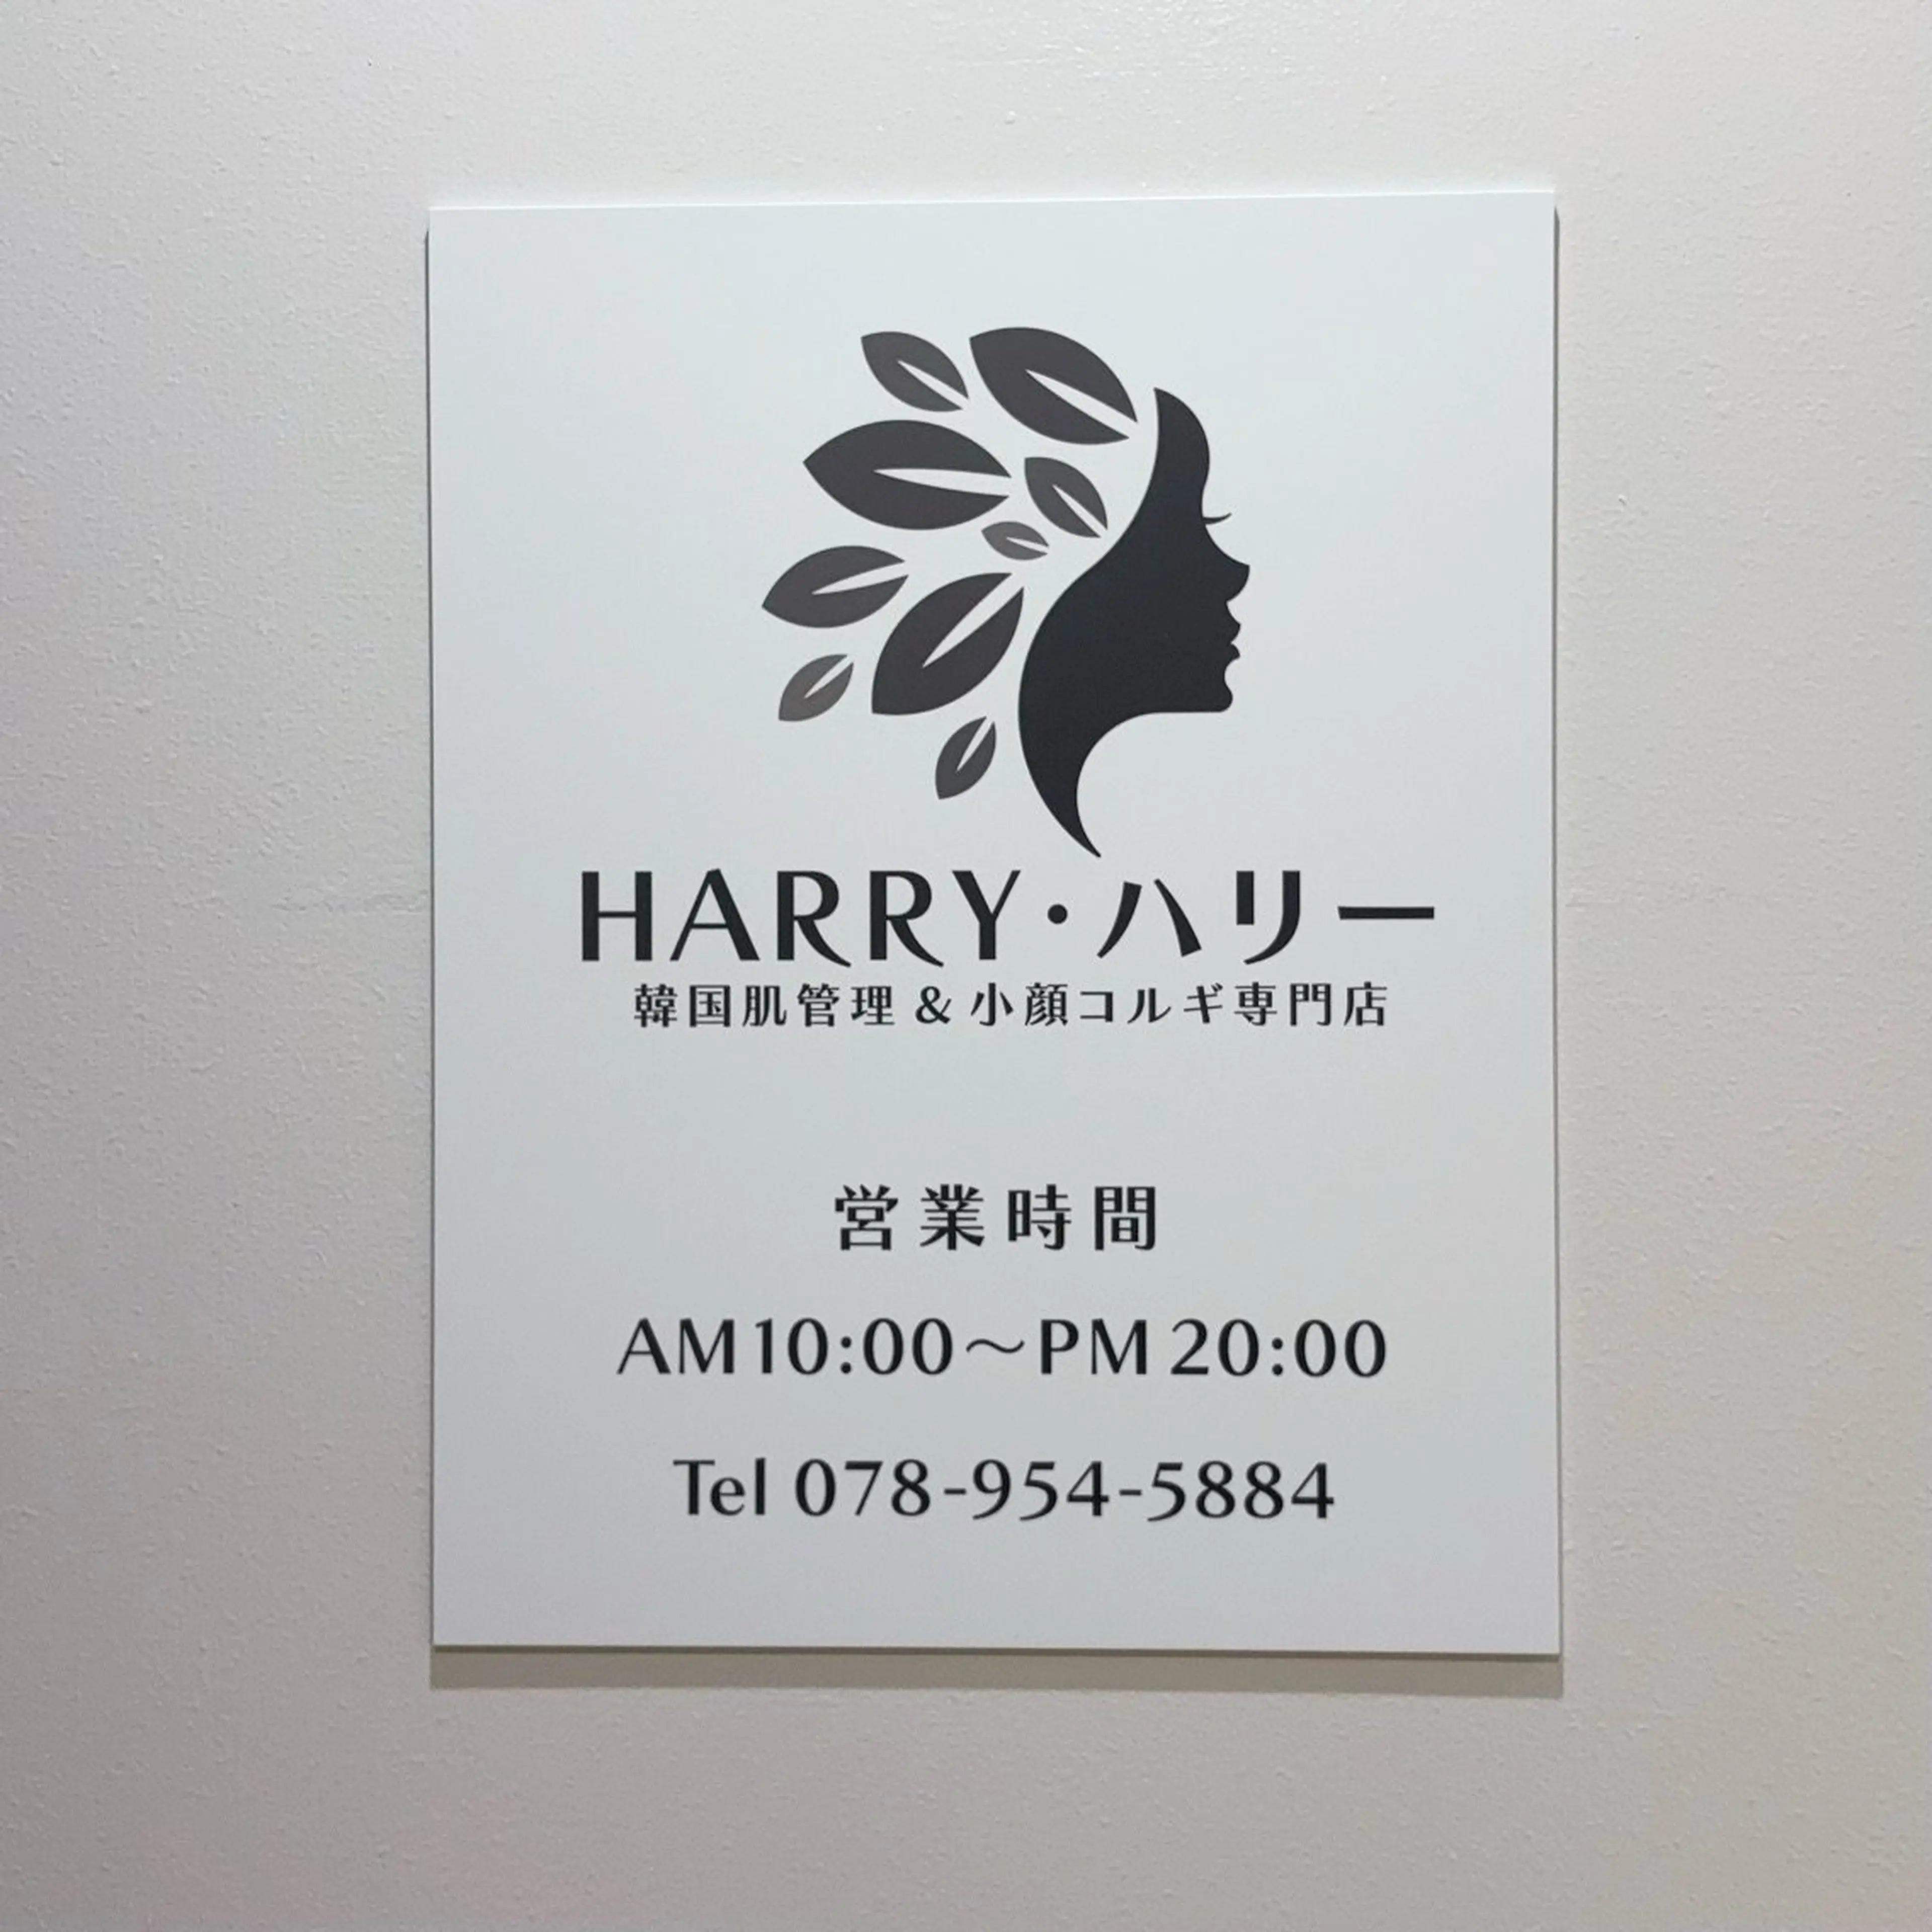 HARRY・ハリー
韓国肌管理 & 小顔コルギ専門店
営業時間
AM10:00～PM20:00
Tel 078-954-5884